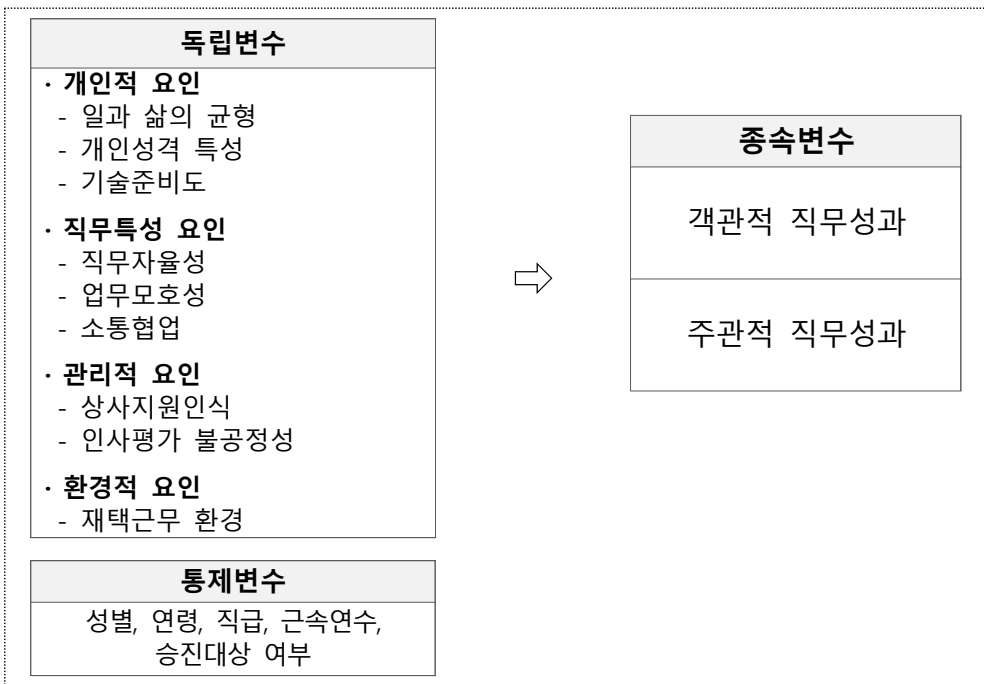 독립변수
· 개인적 요인
- 일과 삶의 균형
- 개인성격 특성
- 기술준비도
· 직무특성 요인
- 직무자율성
- 업무모호성
- 소통협업
· 관리적 요인
- 상사지원인식
- 인사평가 불공정성
· 환경적 요인
- 재택근무 환경
통제변수
성별, 연령, 직급, 근속연수,
승진대상 여부
종속변수
객관적 직무성과
주관적 직무성과